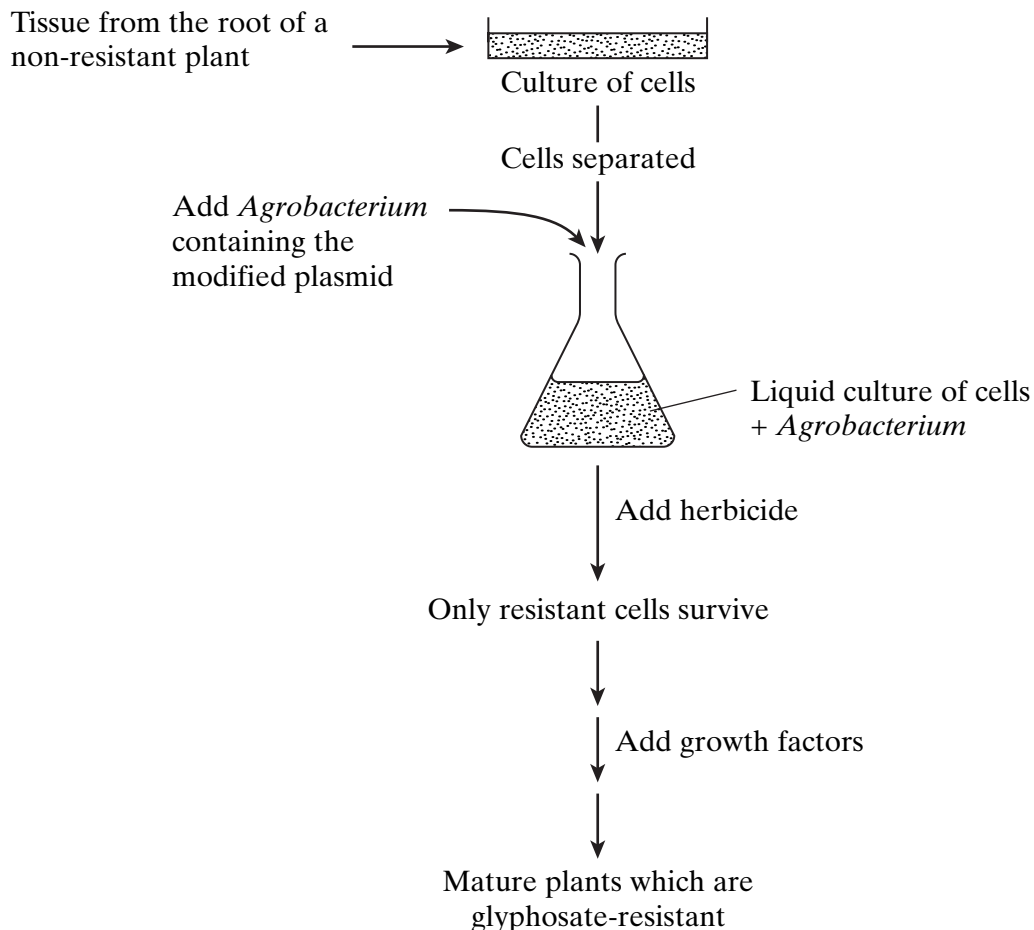 Tissue from the root of a
non-resistant plant
Culture of cells
Cells separated
Add Agrobacterium
containing the
modified plasmid
Liquid culture of cells
+ Agrobacterium
Add herbicide
Only resistant cells survive
Add growth factors
Mature plants which are
glyphosate-resistant